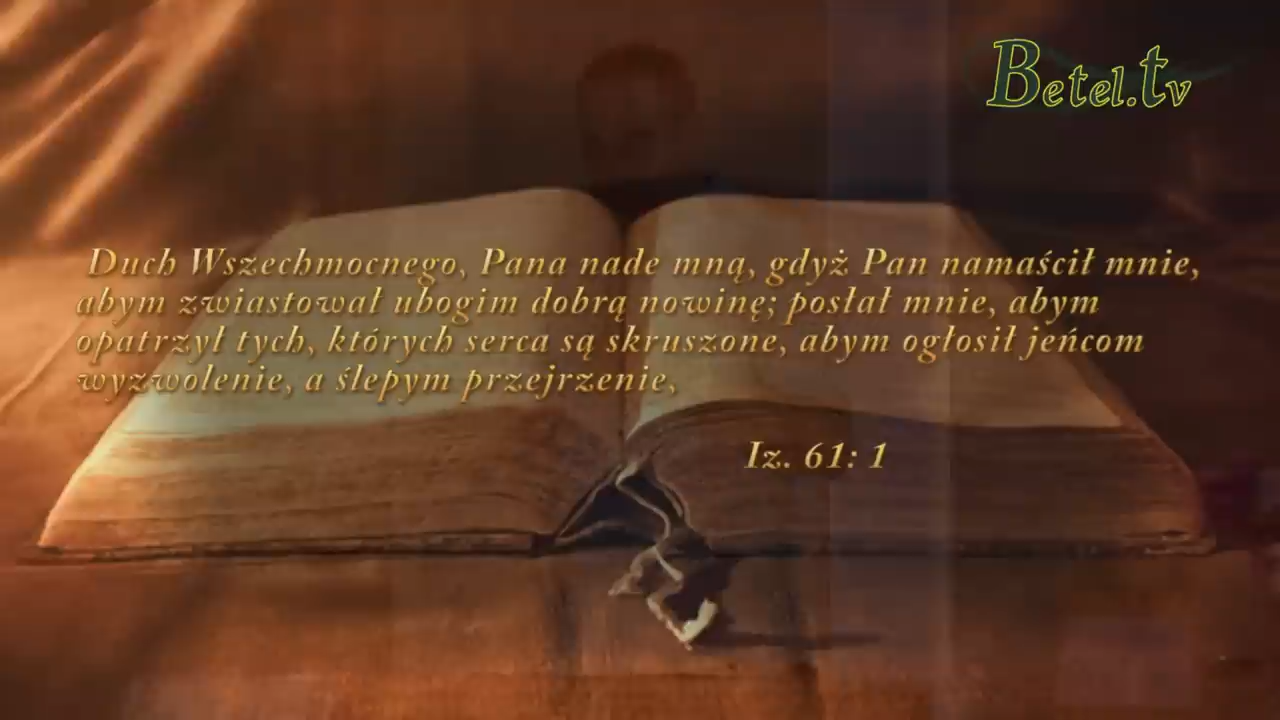 Betel.tv
Duch Wszechmocnego, Pana nade mną, gdyż Pan namaścił mnie,
abym zwiastował ubogim dobrą nowinę; posłał mnie, abym
opatrzył tych, których serca są skruszone, abym ogłosił jeńcom
wyzwolenie, a ślepym przejrzenie,
Iz. 61: 1